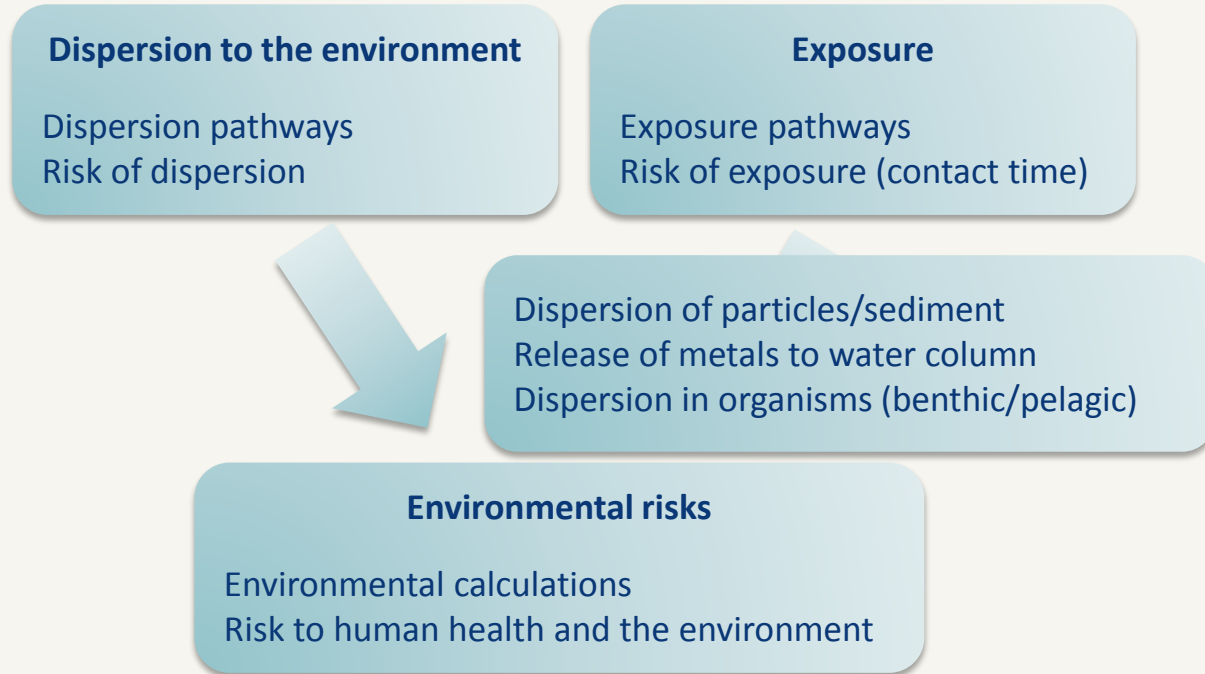 Dispersion to the environment
Dispersion pathways
Risk of dispersion
Exposure
Exposure pathways
Risk of exposure (contact time)
Dispersion of particles/sediment
Release of metals to water column
Dispersion in organisms (benthic/pelagic)
Environmental risks
Environmental calculations
Risk to human health and the environment